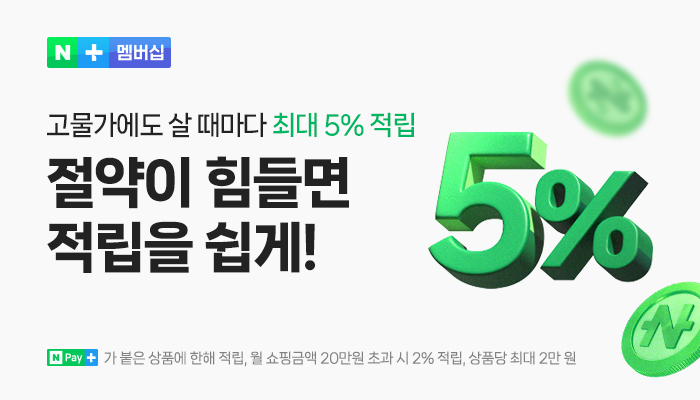 N + 멤버십
고물가에도 살 때마다 최대 5% 적립
절약이 힘들면
적립을 쉽게!
5%
N Pay + 가 붙은 상품에 한해 적립, 월 쇼핑금액 20만원 초과 시 2% 적립, 상품당 최대 2만 원